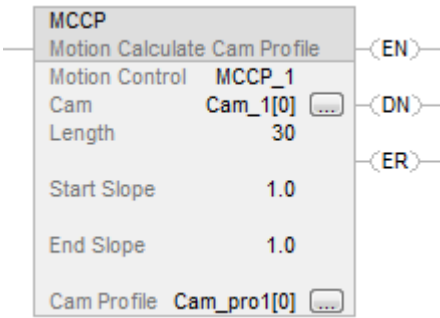 MCCP
Motion Calculate Cam Profile
EN
Motion Control MCCP_1
Cam Cam_1[0] ...
DN
Length 30
ER
Start Slope 1.0
End Slope 1.0
Cam Profile Cam_pro1[0] ...